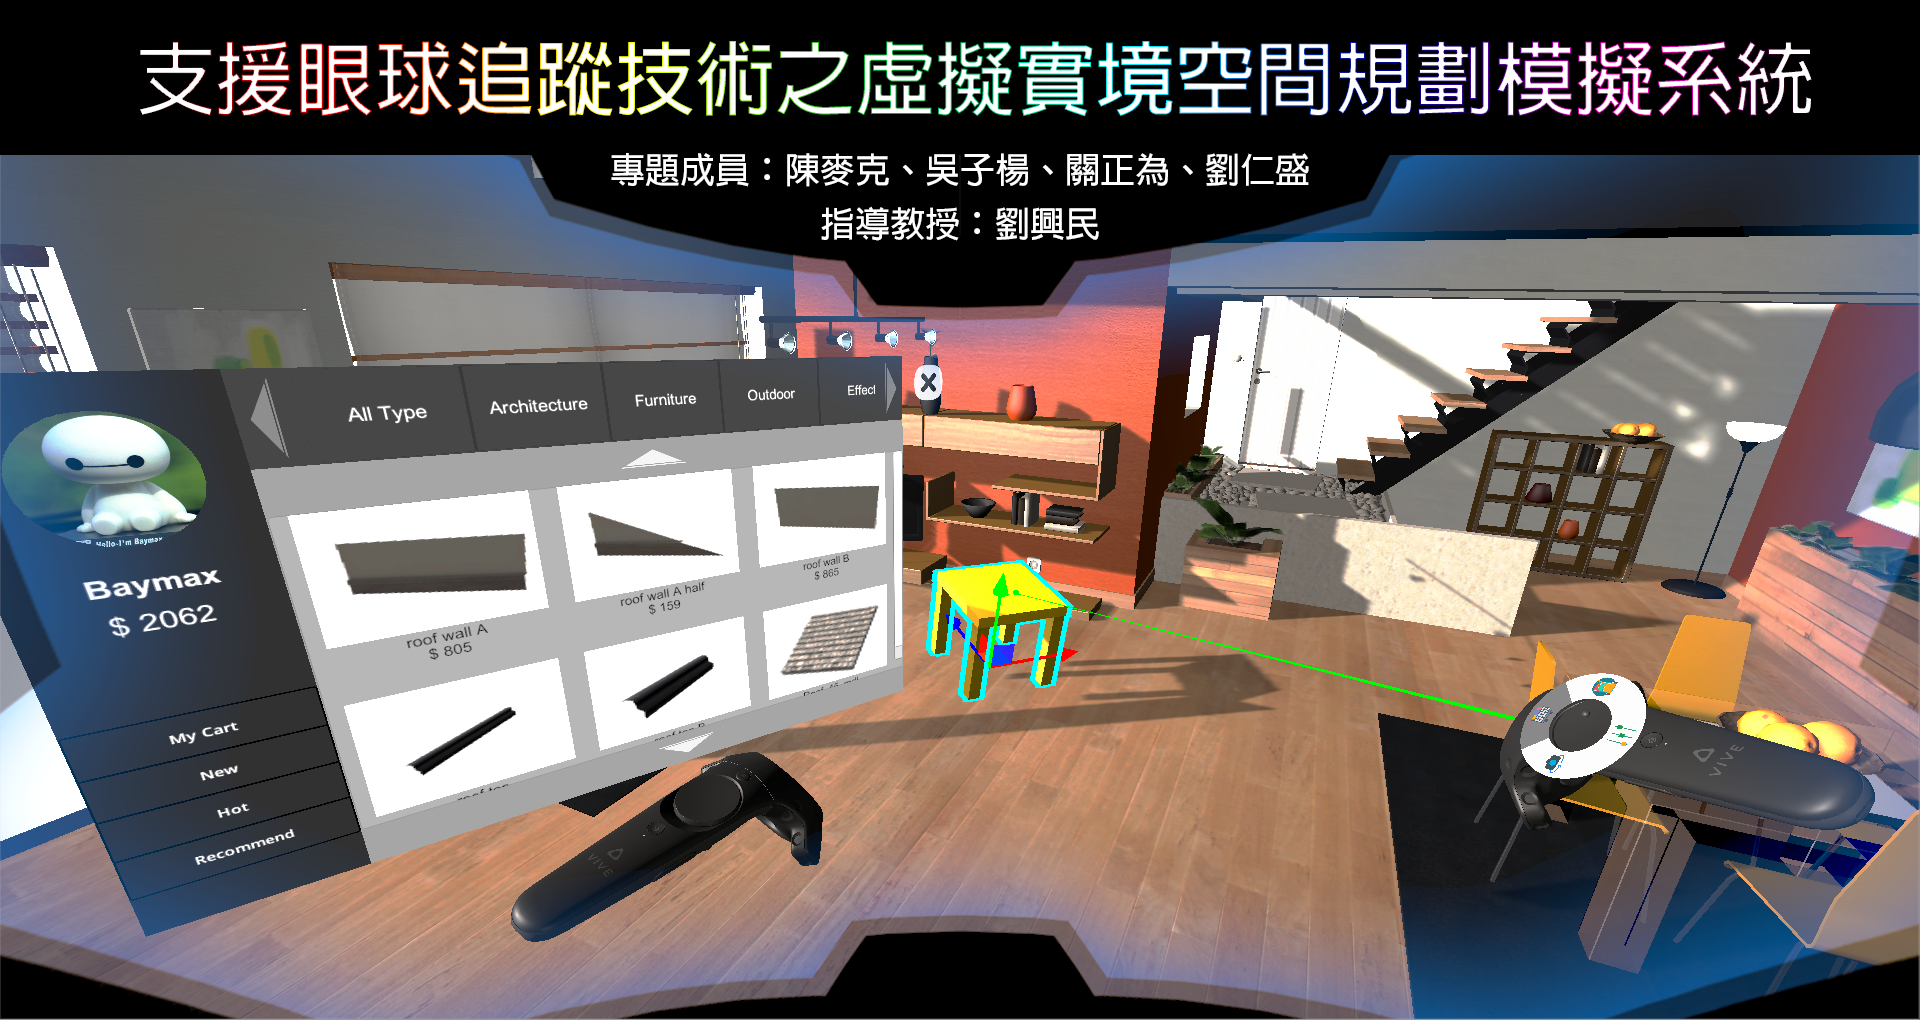 支援眼球追蹤技術之虛擬實境空間規劃模擬系統
專題成員：陳麥克、吳子楊、關正為、劉仁盛
指導教授：劉興民
All Type
Architecture
Furniture
Outdoor
Effect
Hello-I'm Baymax
Baymax
$ 2062
roof wall A
$ 805
roof wall A half
$ 159
roof wall B
$ 865
My Cart
New
Hot
Recommend
VIVE
VIVE